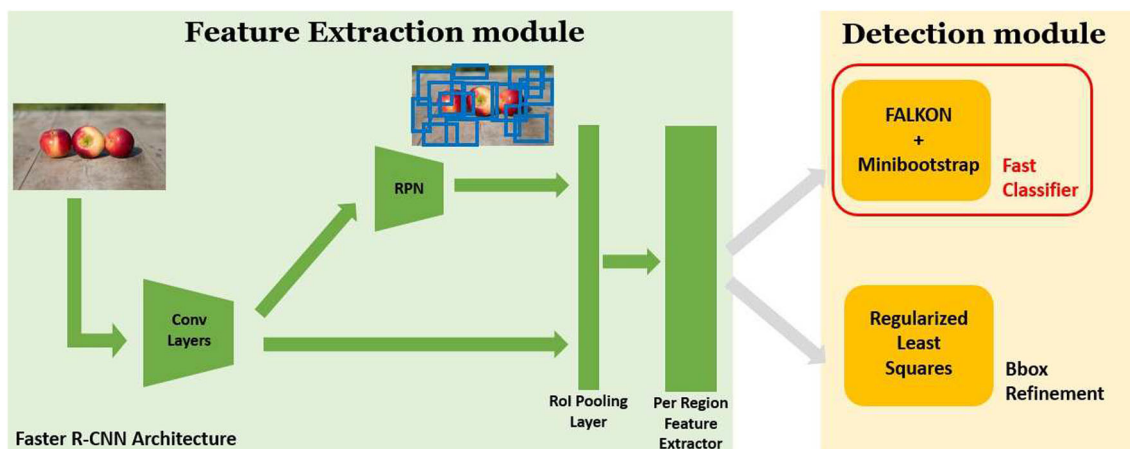 Feature Extraction module
RPN
Conv
Layers
RoI Pooling
Layer
Per Region
Feature
Extractor
Faster R-CNN Architecture
Detection module
FALKON
+
Minibootstrap
Fast
Classifier
Regularized
Least
Squares
Bbox
Refinement